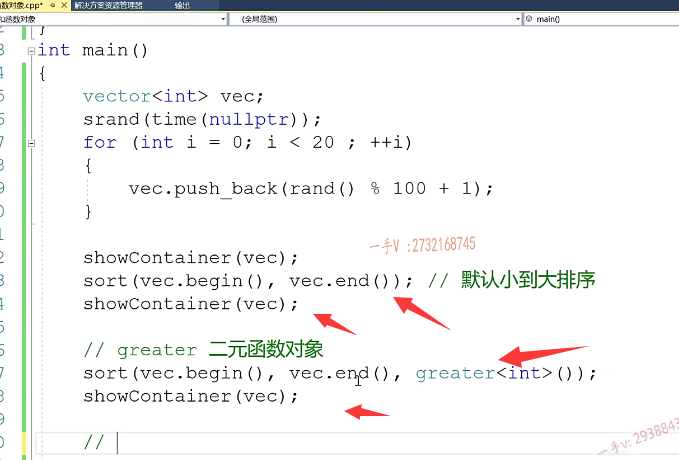 函数对象.cpp* 解决方案资源管理器 输出
函数对象 (全局范围) main()
}
int main()
{
vector<int> vec;
srand(time(nullptr));
for (int i = 0; i < 20 ; ++i)
{
vec.push_back(rand() % 100 + 1);
}
一手V :2732168745
showContainer(vec);
sort(vec.begin(), vec.end()); // 默认小到大排序
showContainer(vec);
// greater 二元函数对象
sort(vec.begin(), vec.end(), greater<int>());
showContainer(vec);
//
一手v: 2938843